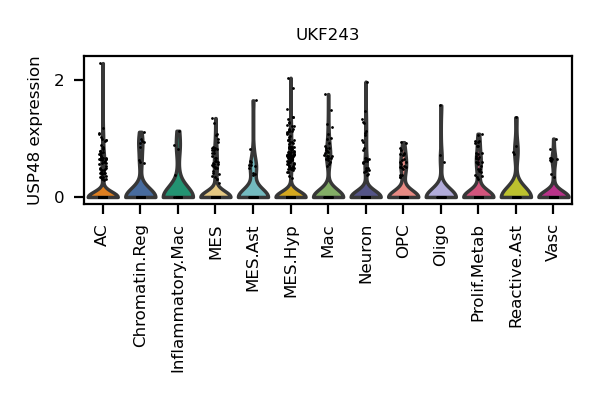 UKF243
USP48 expression
2
0
AC
Chromatin.Reg
Inflammatory.Mac
MES
MES.Ast
MES.Hyp
Mac
Neuron
OPC
Oligo
Prolif.Metab
Reactive.Ast
Vasc